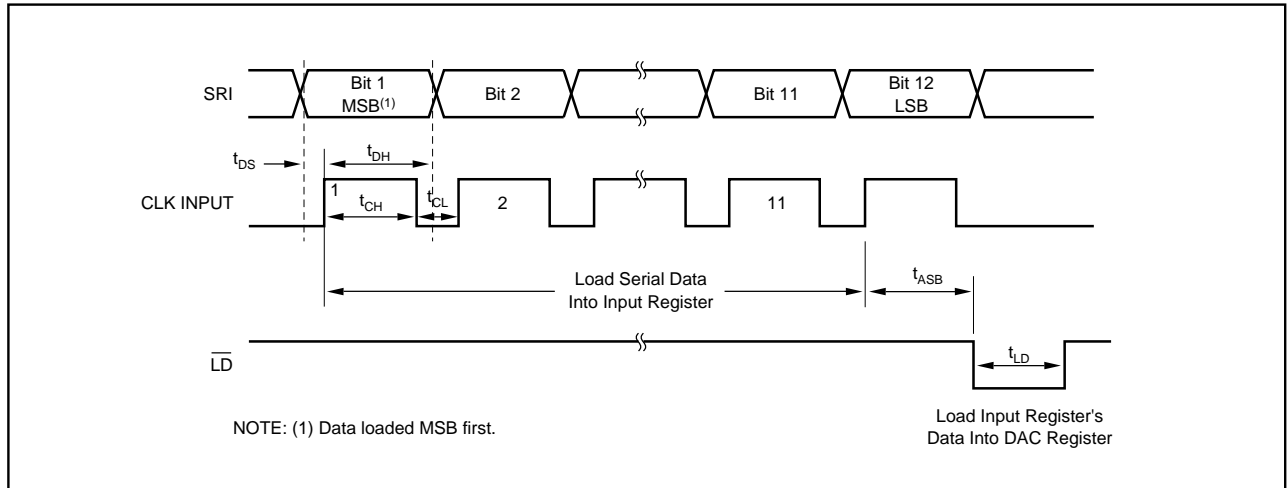 SRI
Bit 1
MSB(1)
Bit 2
Bit 11
Bit 12
LSB
tDS
tDH
CLK INPUT
1
tCH
tCL
2
11
Load Serial Data
Into Input Register
tASB
LD
tLD
Load Input Register's
Data Into DAC Register
NOTE: (1) Data loaded MSB first.